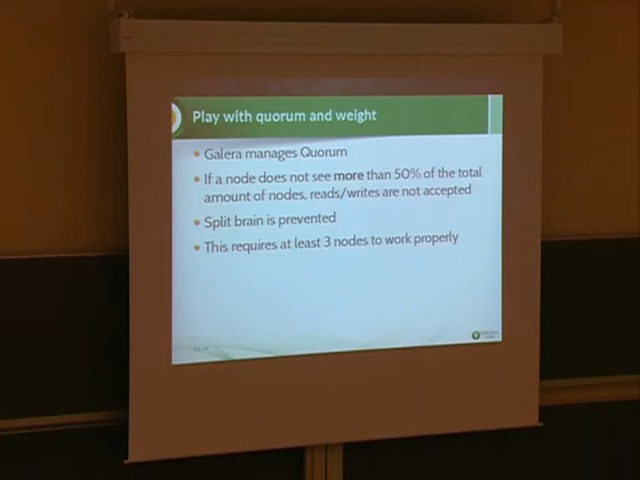 Play with quorum and weight
Galera manages Quorum
If a node does not see more than 50% of the total
amount of nodes, reads/writes are not accepted
Split brain is prevented
This requires at least 3 nodes to work properly